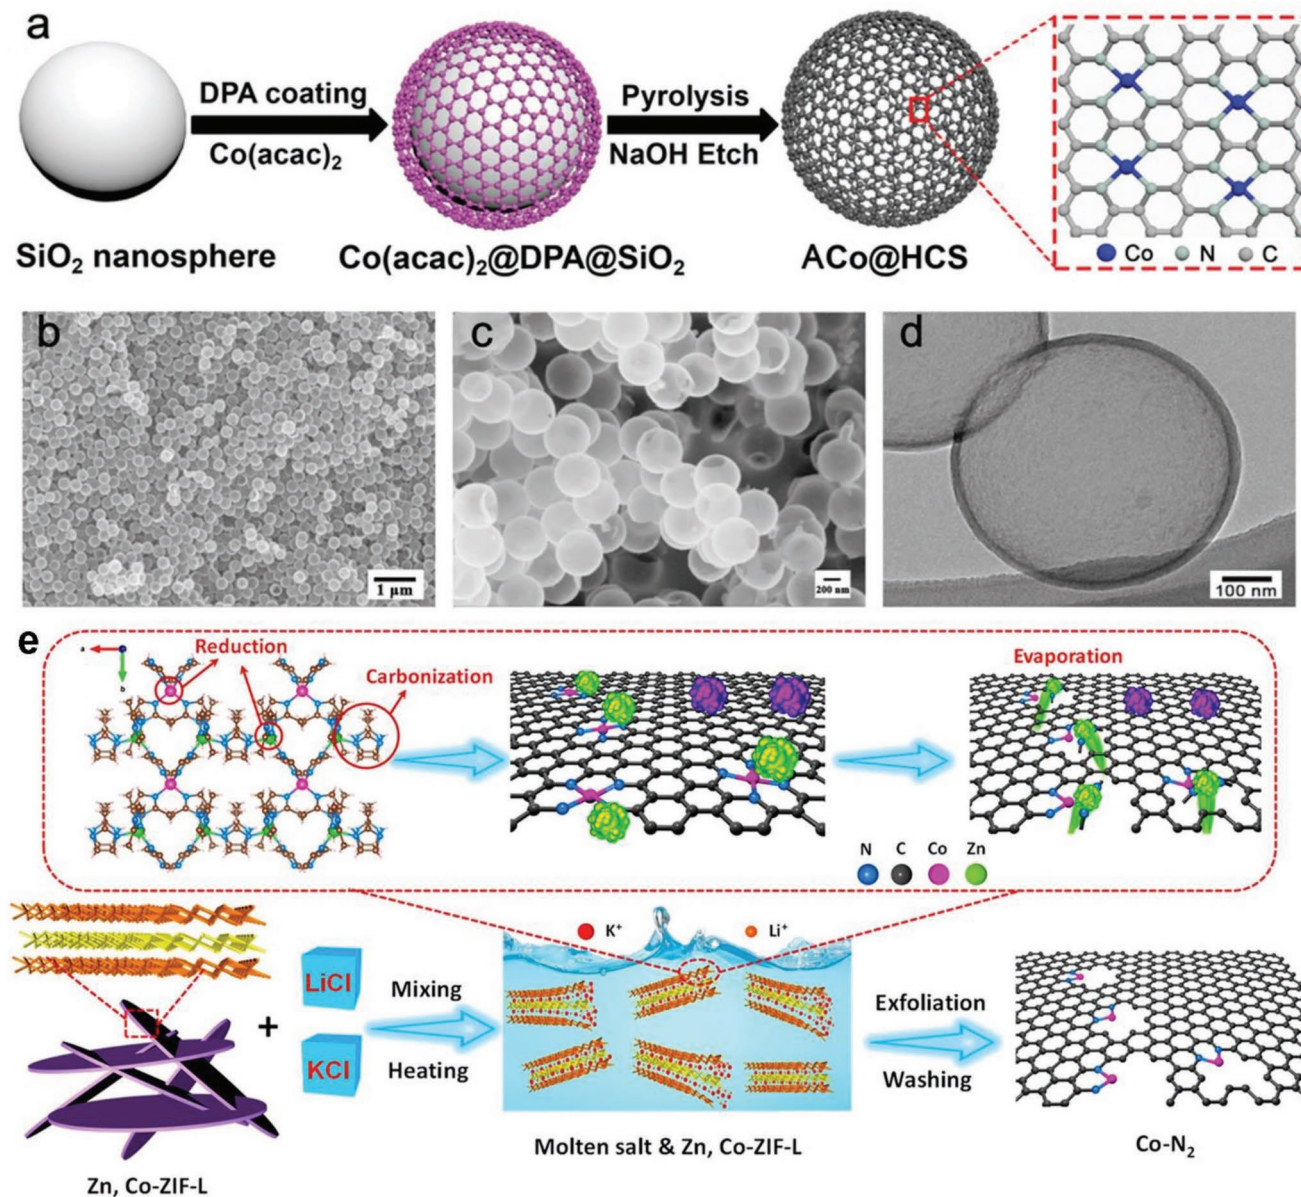 a
DPA coating
Co(acac)₂
Pyrolysis
NaOH Etch
SiO₂ nanosphere
Co(acac)₂@DPA@SiO₂
ACo@HCS
Co N C
b
1 μm
c
200 nm
d
100 nm
e
a
b
Reduction
Carbonization
Evaporation
N C Co Zn
K⁺
Li⁺
LiCl
KCl
+
Mixing
Heating
Exfoliation
Washing
Zn, Co-ZIF-L
Molten salt & Zn, Co-ZIF-L
Co-N₂